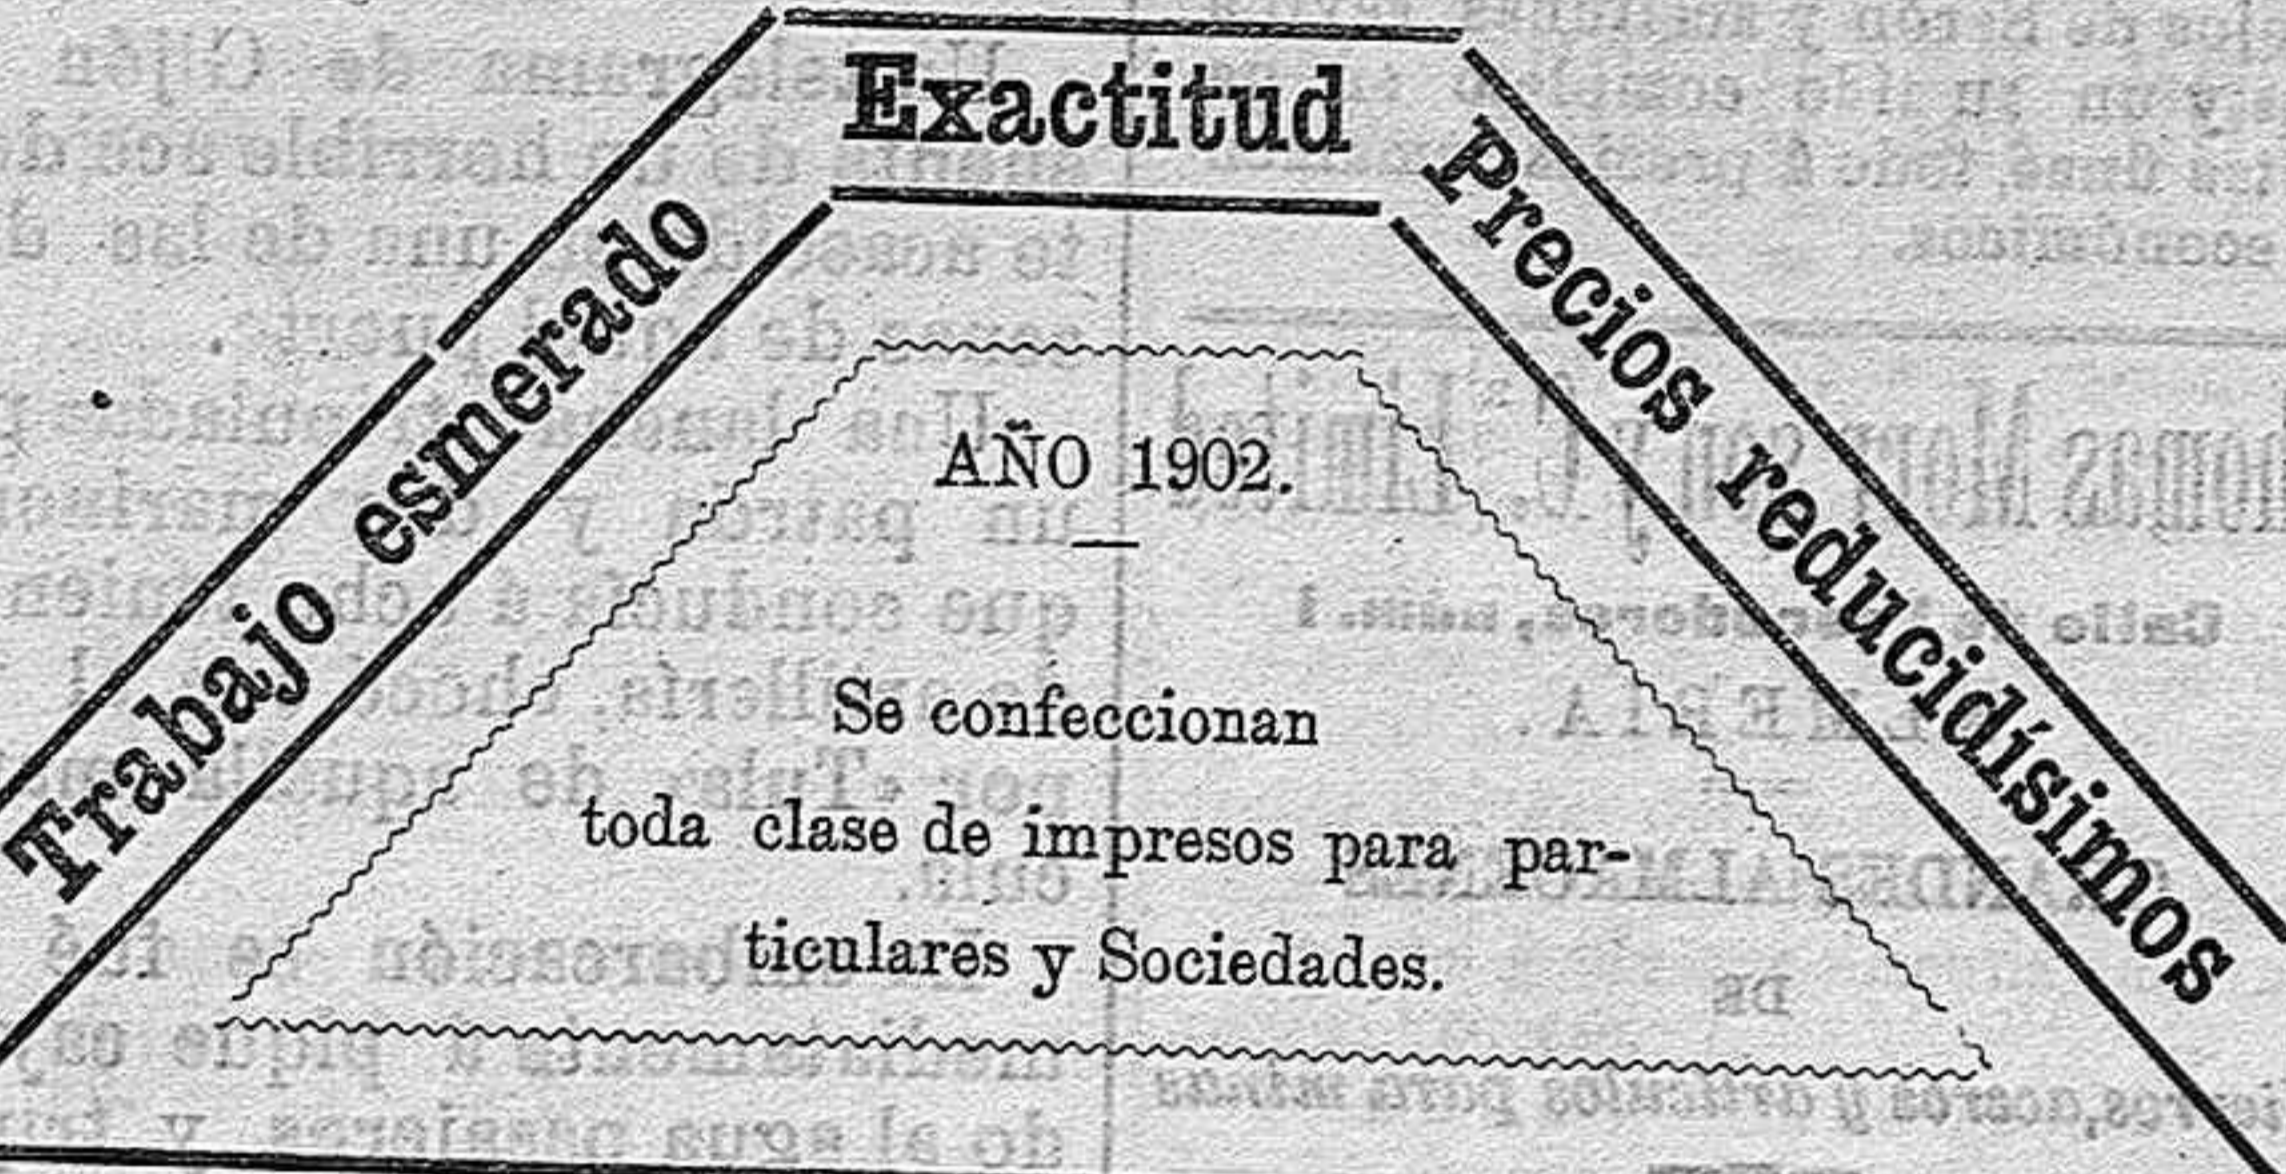 Trabajo esmerado
Exactitud
Precios reducidísimos
AÑO 1902.
Se confeccionan
toda clase de impresos para par-
ticulares y Sociedades.